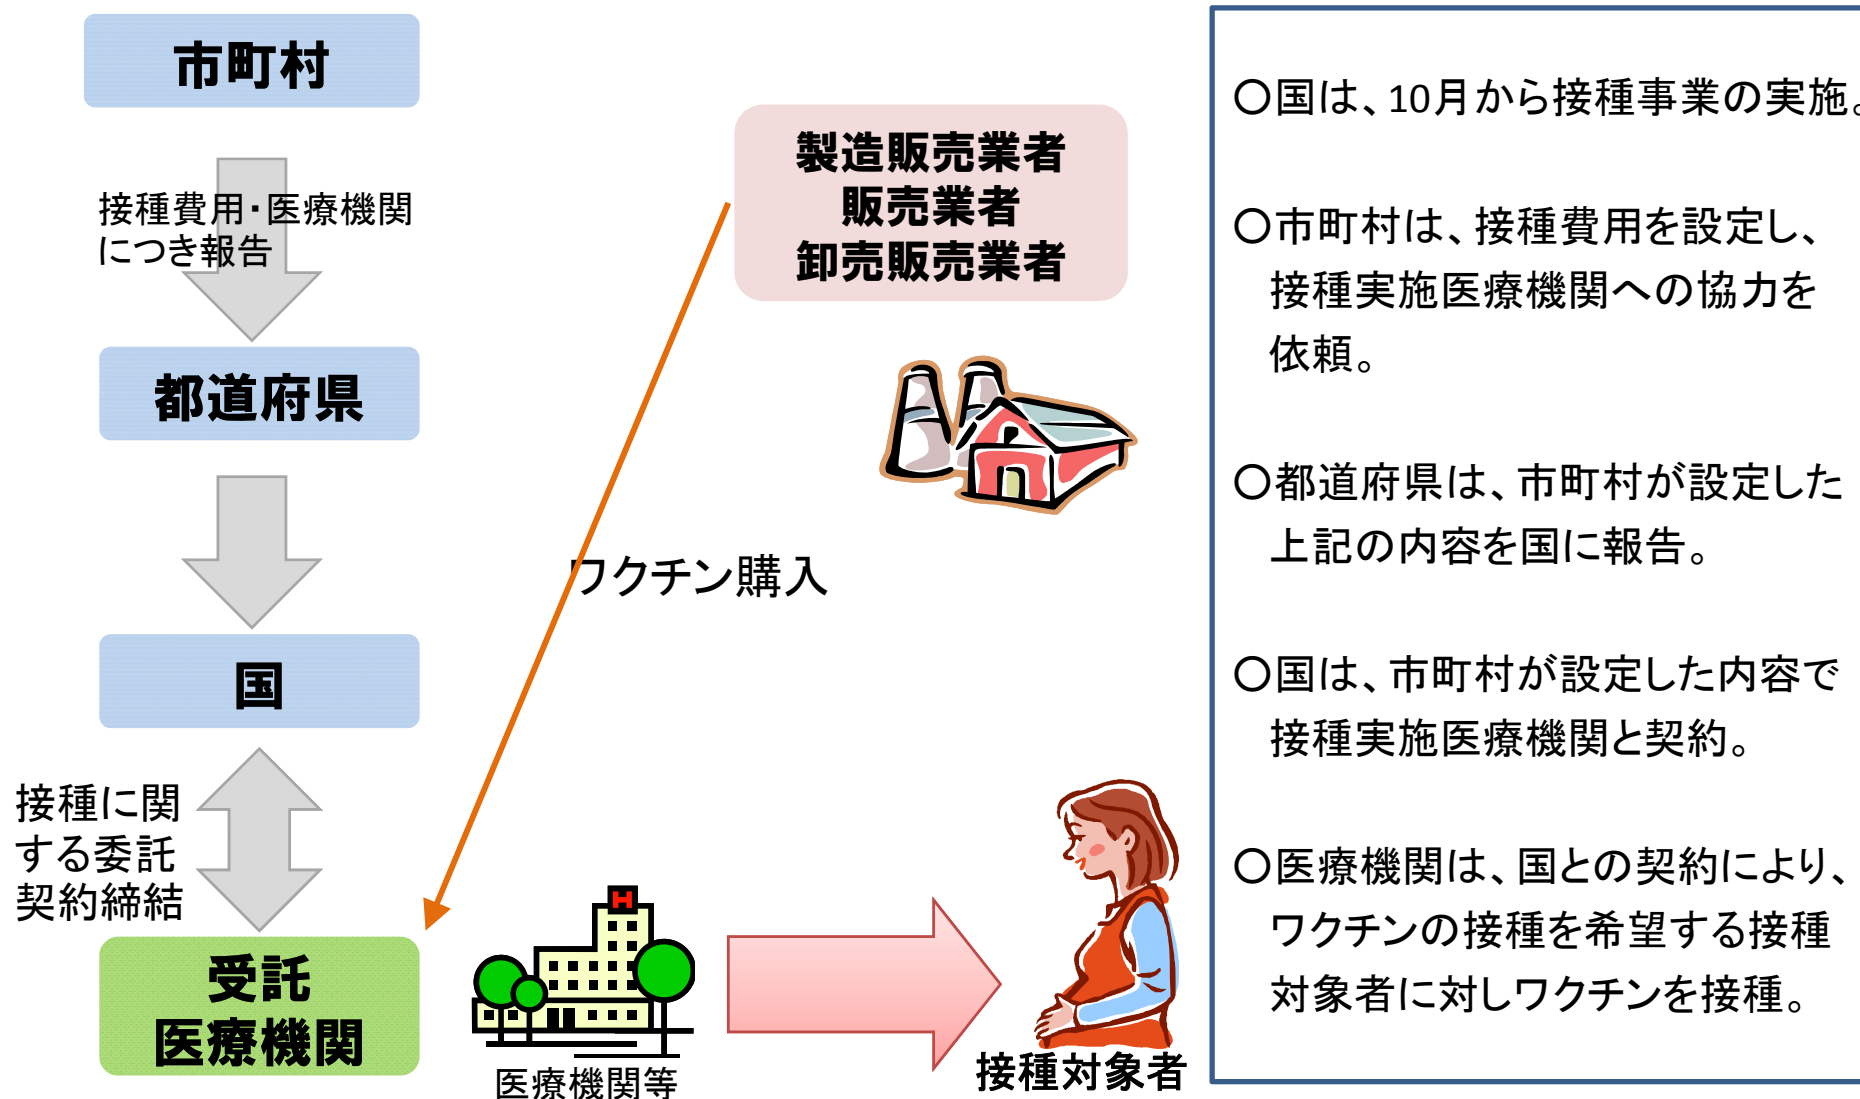 市町村
接種費用・医療機関
につき報告
都道府県
国
接種に関
する委託
契約締結
受託
医療機関
製造販売業者
販売業者
卸売販売業者
ワクチン購入
H
医療機関等
接種対象者
〇国は、10月から接種事業の実施。
〇市町村は、接種費用を設定し、
接種実施医療機関への協力を
依頼。
〇都道府県は、市町村が設定した
上記の内容を国に報告。
〇国は、市町村が設定した内容で
接種実施医療機関と契約。
〇医療機関は、国との契約により、
ワクチンの接種を希望する接種
対象者に対しワクチンを接種。